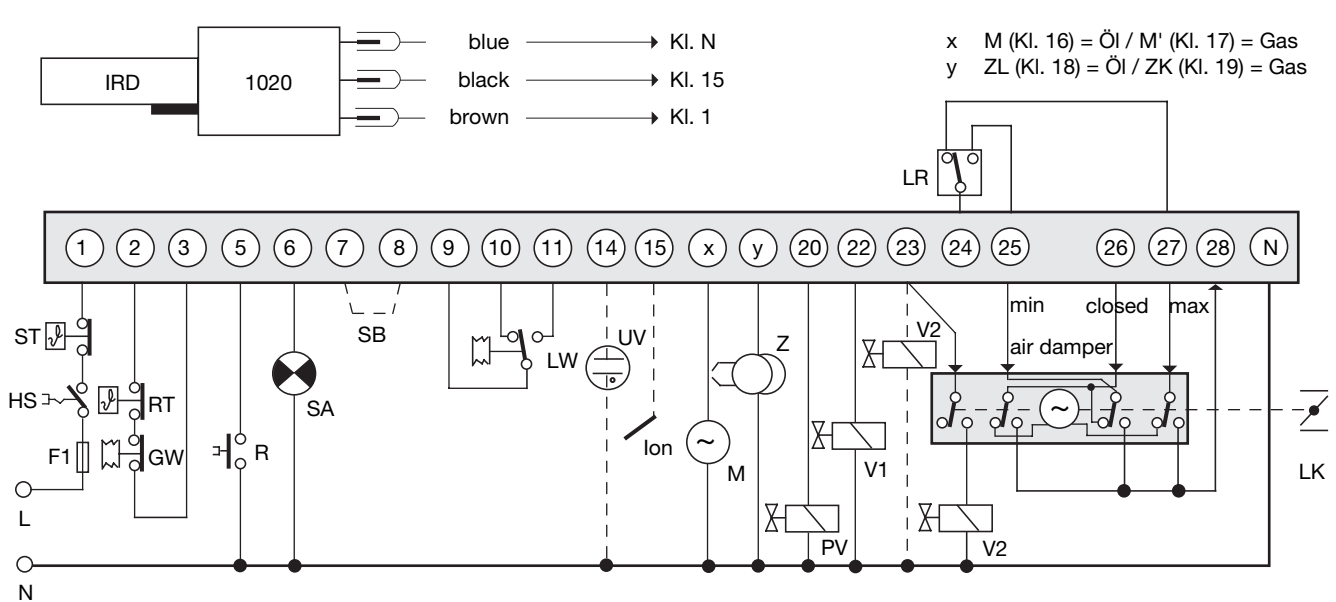 IRD 1020
blue Kl. N
black Kl. 15
brown Kl. 1
x M (Kl. 16) = Öl / M' (Kl. 17) = Gas
y ZL (Kl. 18) = Öl / ZK (Kl. 19) = Gas
LR
1 2 3 5 6 7 8 9 10 11 14 15 x y 20 22 23 24 25 26 27 28 N
min closed max
ST
SB
LW
UV
Z
V2
air damper
HS
RT
SA
~
F1
GW
R
Ion
~
M
V1
LK
L
PV
V2
N